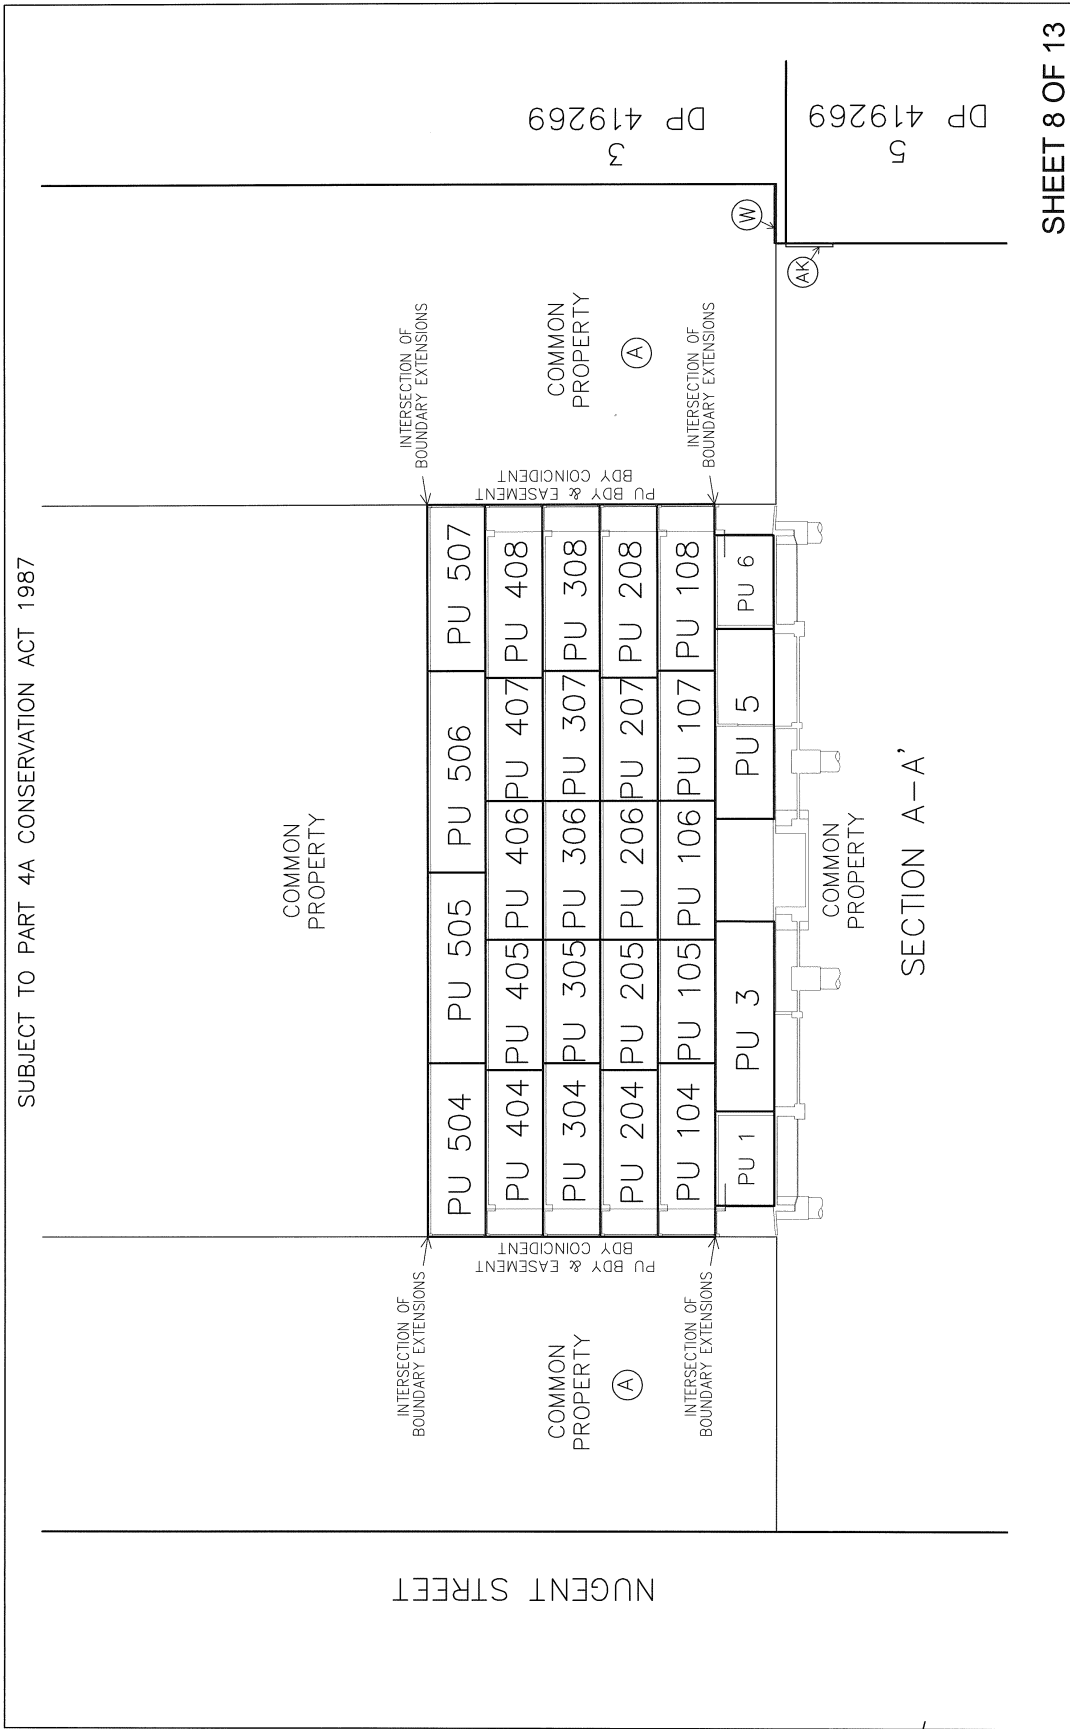 SUBJECT TO PART 4A CONSERVATION ACT 1987
COMMON
PROPERTY
INTERSECTION OF
BOUNDARY EXTENSIONS
INTERSECTION OF
BOUNDARY EXTENSIONS
PU 504
PU 505
PU 506
PU 507
PU 404
PU 405
PU 406
PU 407
PU 408
PU 304
PU 305
PU 306
PU 307
PU 308
PU 204
PU 205
PU 206
PU 207
PU 208
PU 104
PU 105
PU 106
PU 107
PU 108
PU 1
PU 3
PU 5
PU 6
PU BDY & EASEMENT
BDY COINCIDENT
PU BDY & EASEMENT
BDY COINCIDENT
COMMON
PROPERTY
A
COMMON
PROPERTY
A
INTERSECTION OF
BOUNDARY EXTENSIONS
INTERSECTION OF
BOUNDARY EXTENSIONS
NUGENT STREET
3
DP 419269
W
AK
5
DP 419269
COMMON
PROPERTY
SECTION A-A'
SHEET 8 OF 13